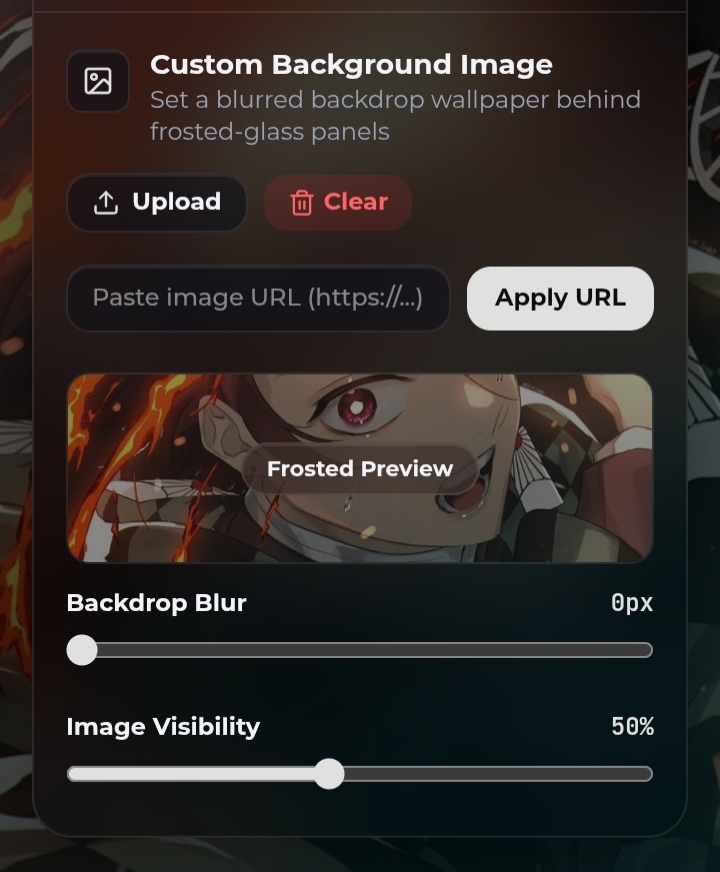 Custom Background Image
Set a blurred backdrop wallpaper behind
frosted-glass panels
Upload
Clear
Paste image URL (https://...)
Apply URL
Frosted Preview
Backdrop Blur
0px
Image Visibility
50%